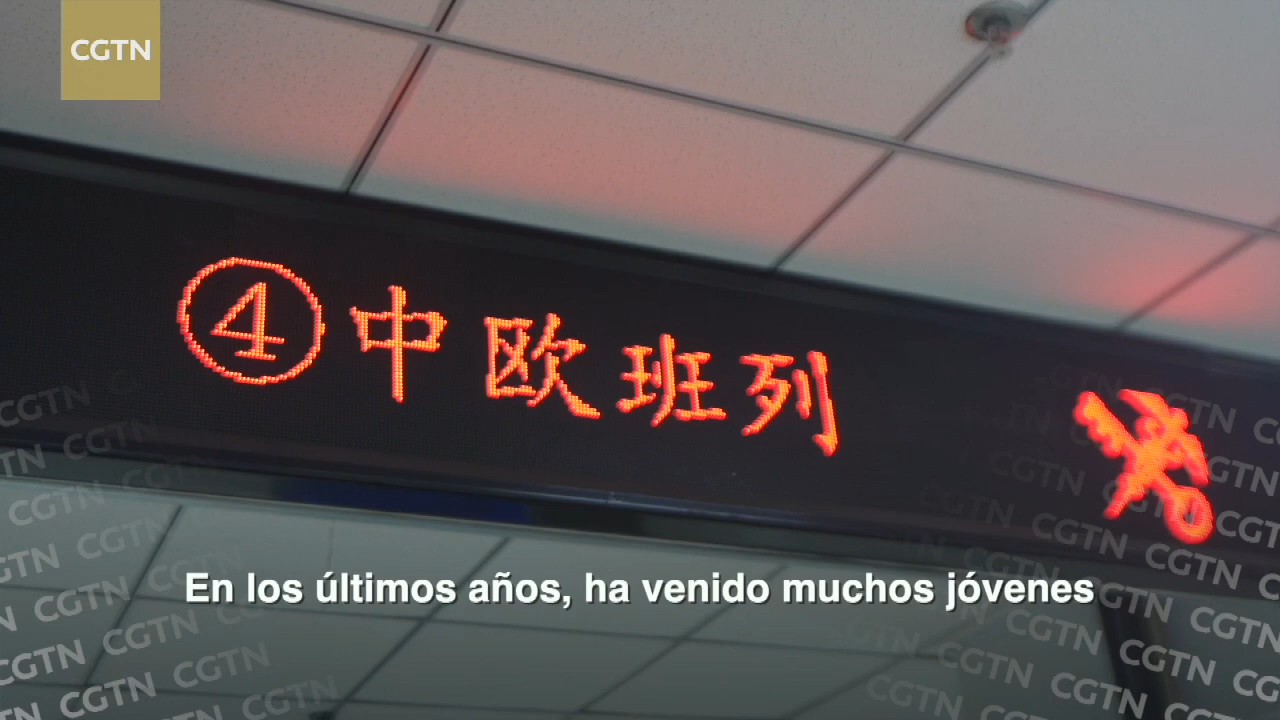 CGTN
④中欧班列
En los últimos años, ha venido muchos jóvenes